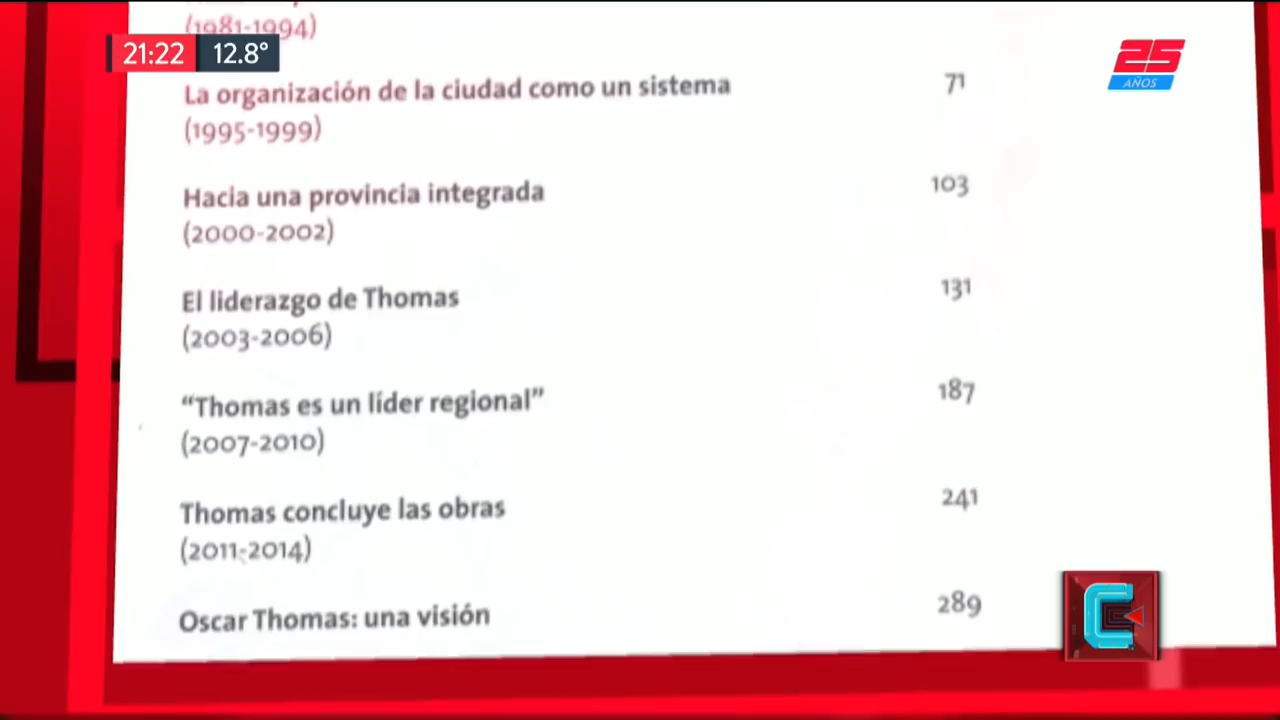 (1981-1994)
21:22 12.8°
25
AÑOS
La organización de la ciudad como un sistema 71
(1995-1999)
Hacia una provincia integrada 103
(2000-2002)
El liderazgo de Thomas 131
(2003-2006)
“Thomas es un líder regional” 187
(2007-2010)
Thomas concluye las obras 241
(2011-2014)
Oscar Thomas: una visión 289
C